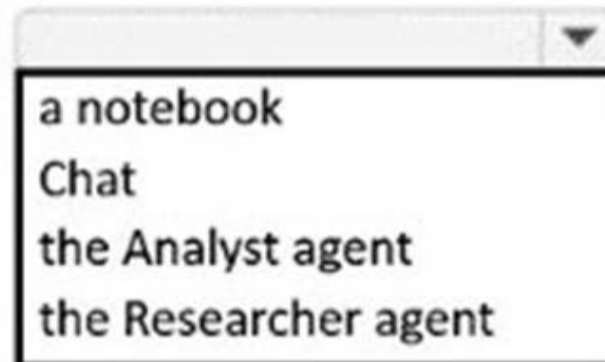 a notebook
Chat
the Analyst agent
the Researcher agent